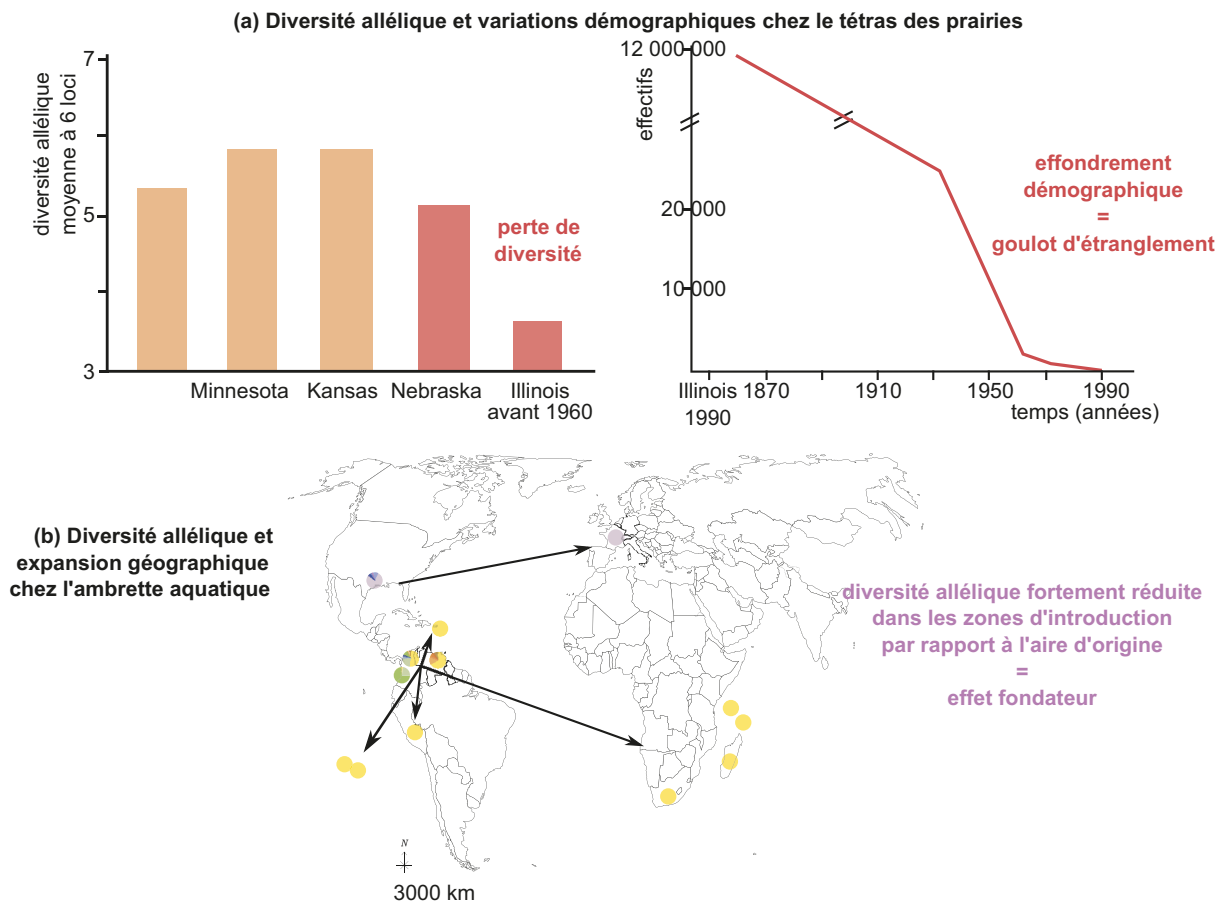 (a) Diversité allélique et variations démographiques chez le tétras des prairies
diversité allélique
moyenne à 6 loci
7
5
3
perte de
diversité
Minnesota
Kansas
Nebraska
Illinois
avant 1960
effectifs
12 000 000
20 000
10 000
effondrement
démographique
=
goulot d'étranglement
Illinois
1990
1870
1910
1950
1990
temps (années)
(b) Diversité allélique et
expansion géographique
chez l'ambrette aquatique
diversité allélique fortement réduite
dans les zones d'introduction
par rapport à l'aire d'origine
=
effet fondateur
N
3000 km